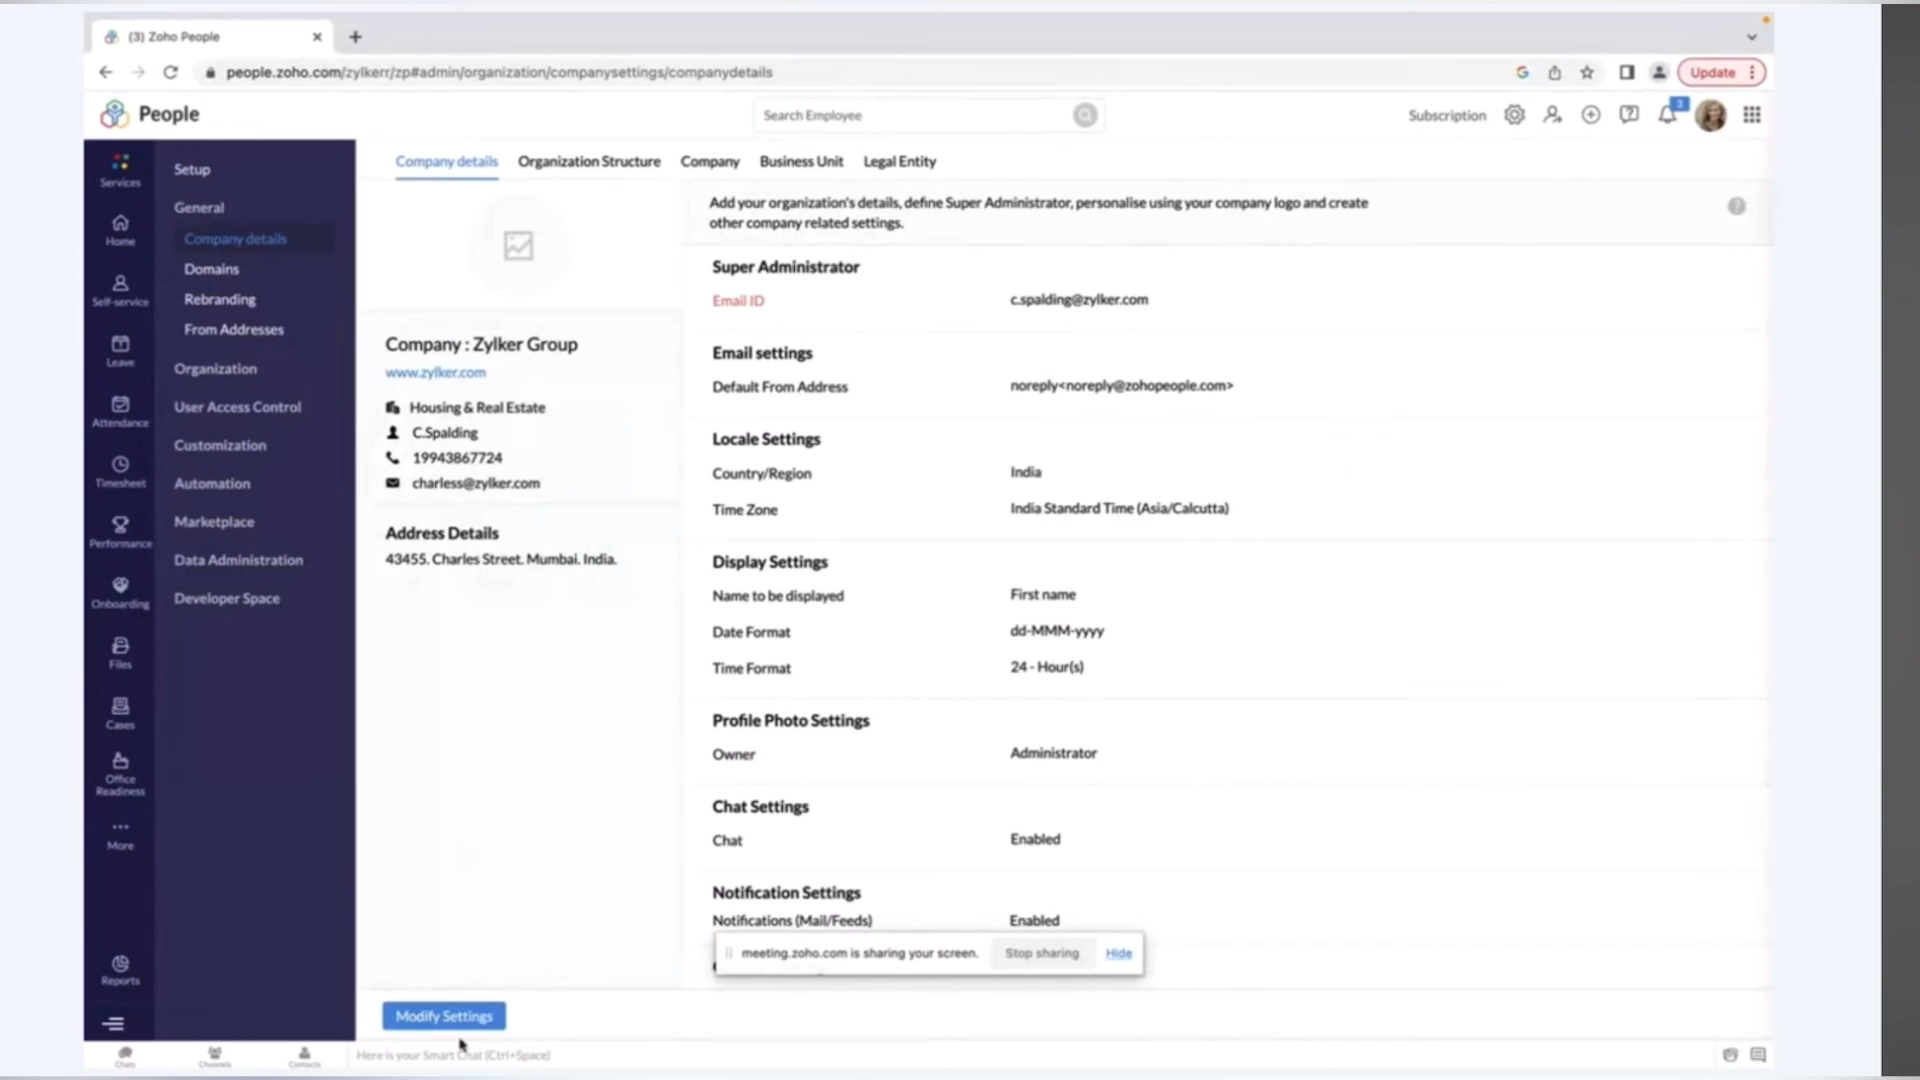 (3) Zoho People
people.zoho.com/zylkerr/zp#admin/organization/companysettings/companydetails
Update
People
Search Employee
Subscription
3
Services
Home
Self-service
Leave
Attendance
Timesheet
Performance
Onboarding
Files
Cases
Office
Readiness
More
Reports
Setup
General
Company details
Domains
Rebranding
From Addresses
Organization
User Access Control
Customization
Automation
Marketplace
Data Administration
Developer Space
Company details
Organization Structure
Company
Business Unit
Legal Entity
Company : Zylker Group
www.zylker.com
Housing & Real Estate
C.Spalding
19943867724
charless@zylker.com
Address Details
43455. Charles Street. Mumbai. India.
Add your organization's details, define Super Administrator, personalise using your company logo and create
other company related settings.
Super Administrator
Email ID c.spalding@zylker.com
Email settings
Default From Address noreply<noreply@zohopeople.com>
Locale Settings
Country/Region India
Time Zone India Standard Time (Asia/Calcutta)
Display Settings
Name to be displayed First name
Date Format dd-MMM-yyyy
Time Format 24 - Hour(s)
Profile Photo Settings
Owner Administrator
Chat Settings
Chat Enabled
Notification Settings
Notifications (Mail/Feeds) Enabled
meeting.zoho.com is sharing your screen. Stop sharing Hide
Modify Settings
Chats
Channels
Contacts
Here is your Smart Chat (Ctrl+Space)